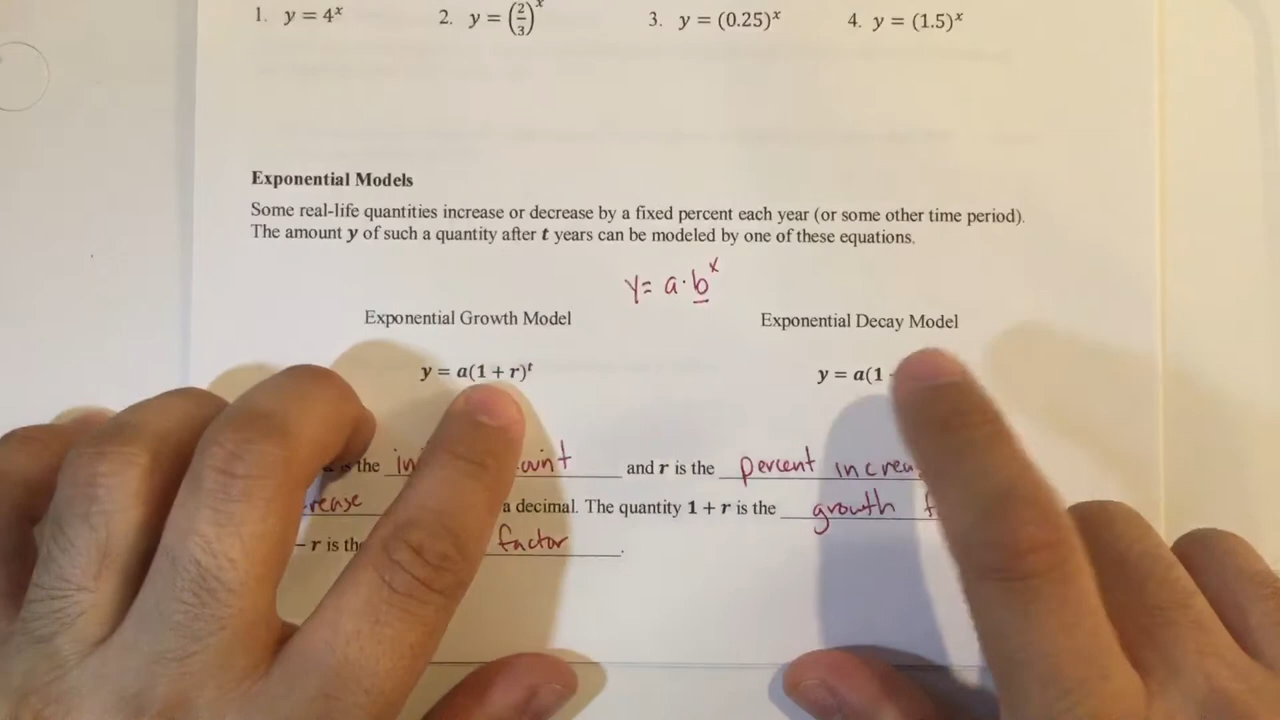 1. y = 4ˣ 2. y = (2/3)ˣ 3. y = (0.25)ˣ 4. y = (1.5)ˣ
Exponential Models
Some real-life quantities increase or decrease by a fixed percent each year (or some other time period).
The amount y of such a quantity after t years can be modeled by one of these equations.
y = a·bˣ
Exponential Growth Model Exponential Decay Model
y = a(1 + r)ᵗ y = a(1
is the and r is the percent
a decimal. The quantity 1 + r is the growth
– r is factor.